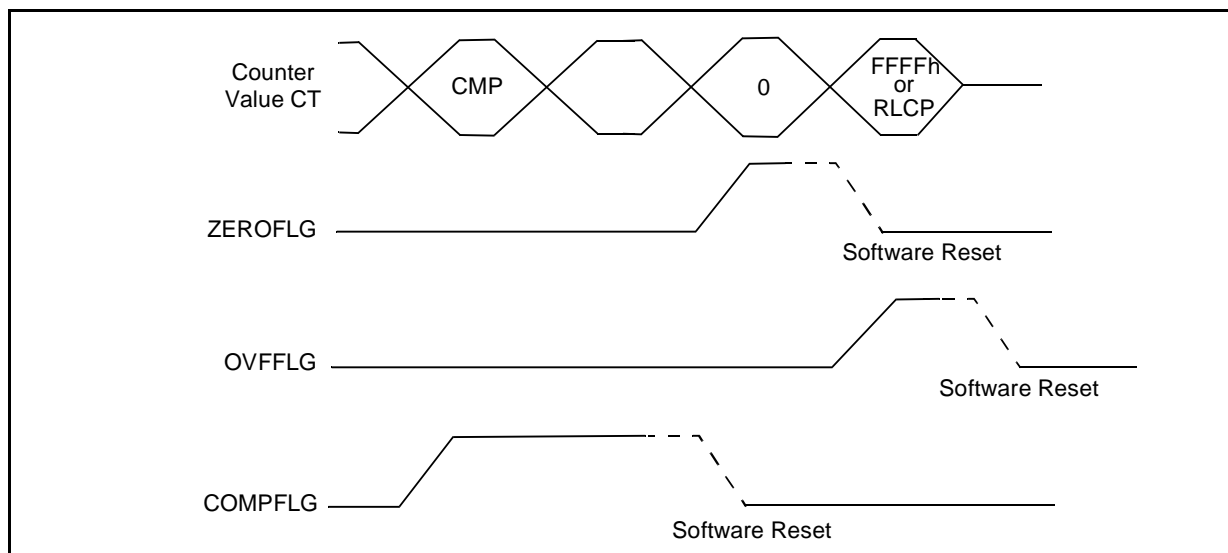 Counter
Value CT
CMP
0
FFFFh
or
RLCP
ZEROFLG
Software Reset
OVFFLG
Software Reset
COMPFLG
Software Reset